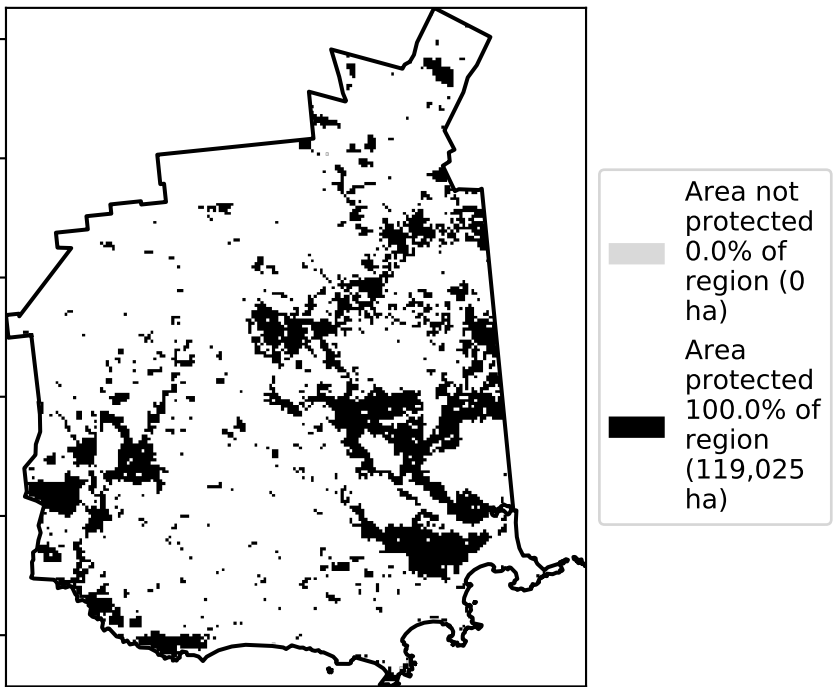 Area not
protected
0.0% of
region (0
ha)
Area
protected
100.0% of
region
(119,025
ha)